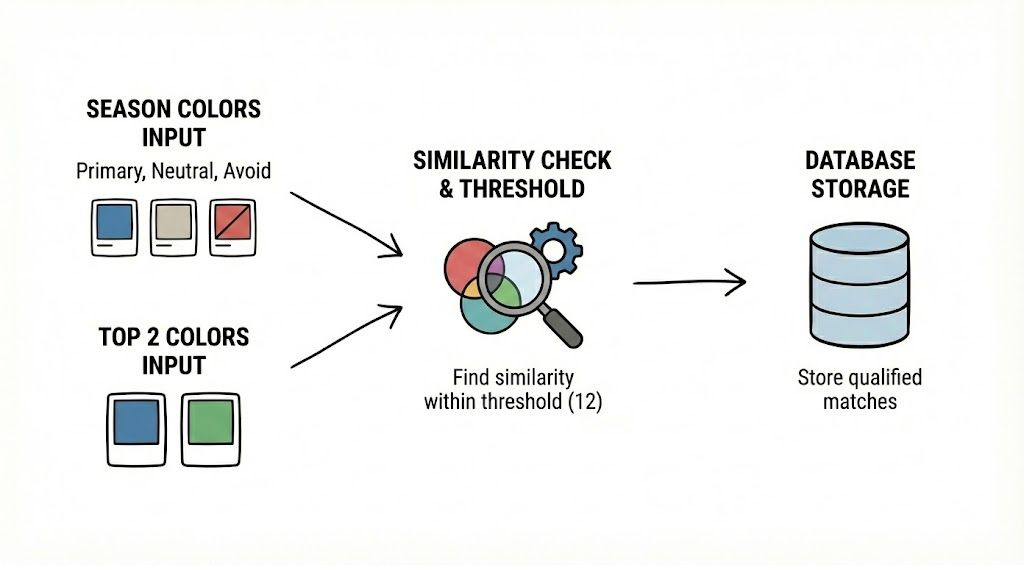 SEASON COLORS
INPUT
Primary, Neutral, Avoid
TOP 2 COLORS
INPUT
SIMILARITY CHECK
& THRESHOLD
Find similarity
within threshold (12)
DATABASE
STORAGE
Store qualified
matches